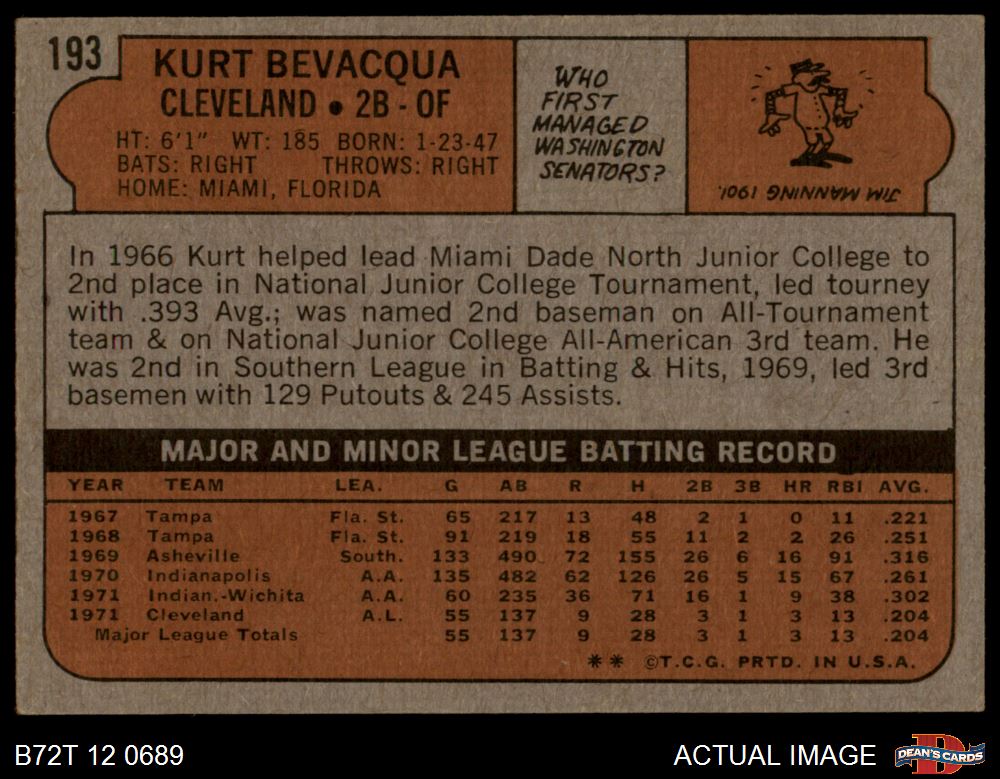 193
KURT BEVACQUA
CLEVELAND • 2B - OF
HT: 6'1" WT: 185 BORN: 1-23-47
BATS: RIGHT THROWS: RIGHT
HOME: MIAMI, FLORIDA
WHO
FIRST
MANAGED
WASHINGTON
SENATORS?
JIM MANNING 1901.
In 1966 Kurt helped lead Miami Dade North Junior College to
2nd place in National Junior College Tournament, led tourney
with .393 Avg.; was named 2nd baseman on All-Tournament
team & on National Junior College All-American 3rd team. He
was 2nd in Southern League in Batting & Hits, 1969, led 3rd
basemen with 129 Putouts & 245 Assists.
MAJOR AND MINOR LEAGUE BATTING RECORD
YEAR TEAM LEA. G AB R H 2B 3B HR RBI AVG.
1967 Tampa Fla. St. 65 217 13 48 2 1 0 11 .221
1968 Tampa Fla. St. 91 219 18 55 11 2 2 26 .251
1969 Asheville South. 133 490 72 155 26 6 16 91 .316
1970 Indianapolis A.A. 135 482 62 126 26 5 15 67 .261
1971 Indian.-Wichita A.A. 60 235 36 71 16 1 9 38 .302
1971 Cleveland A.L. 55 137 9 28 3 1 3 13 .204
Major League Totals 55 137 9 28 3 1 3 13 .204
** ©T.C.G. PRTD. IN U.S.A.
B72T 12 0689
ACTUAL IMAGE
DEAN'S CARDS